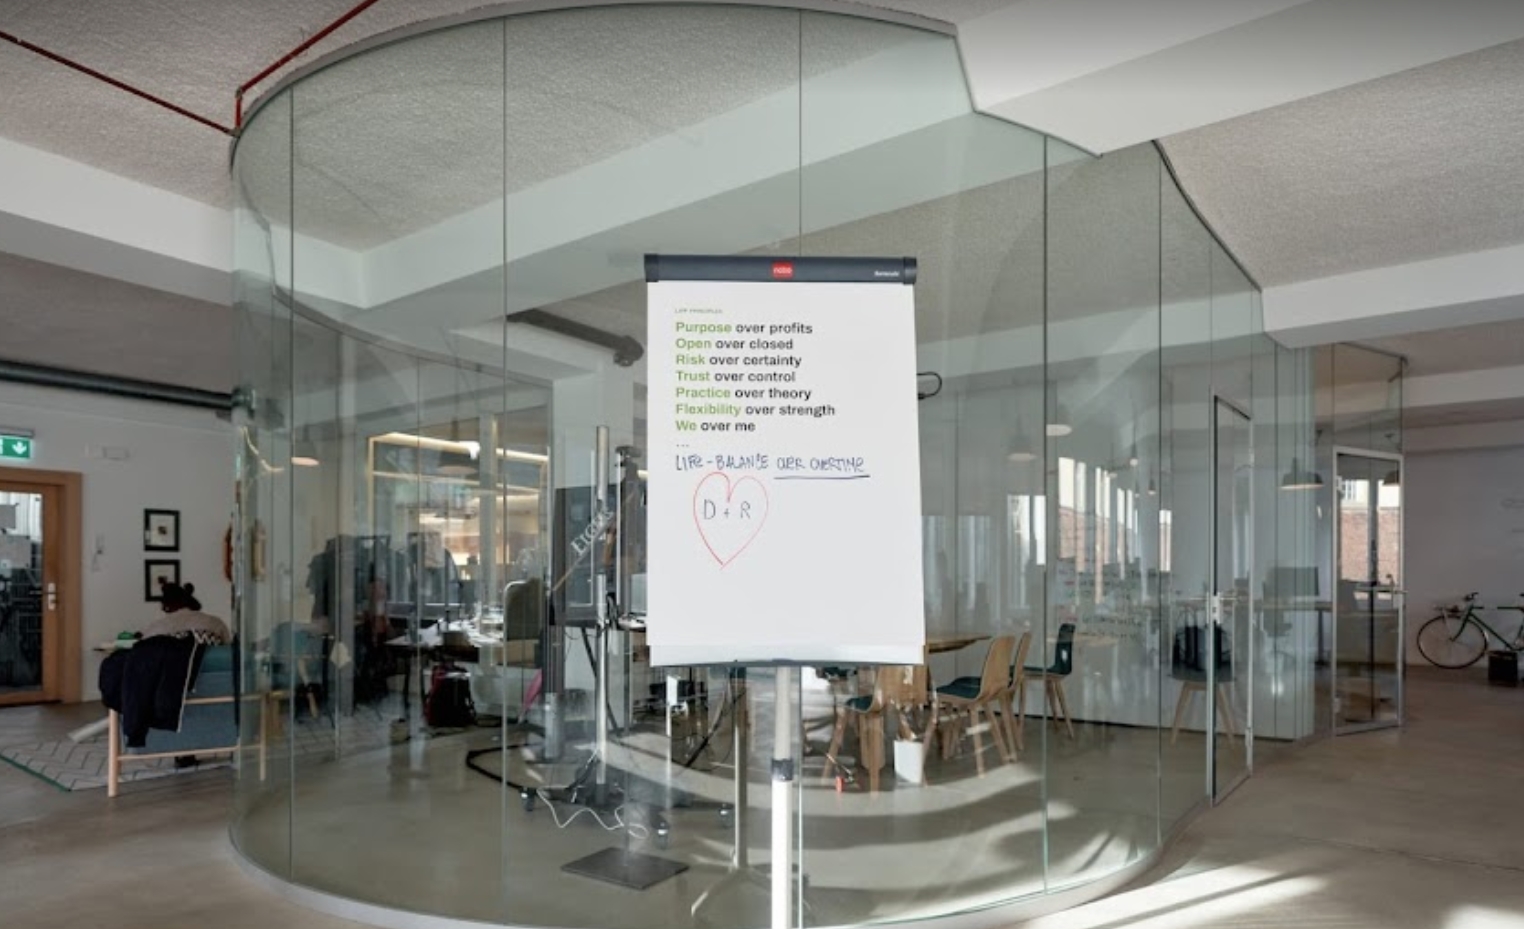 nobo
Purpose over profits
Open over closed
Risk over certainty
Trust over control
Practice over theory
Flexibility over strength
We over me
...
LIFE-BALANCE OVER OVERTIME
D + R